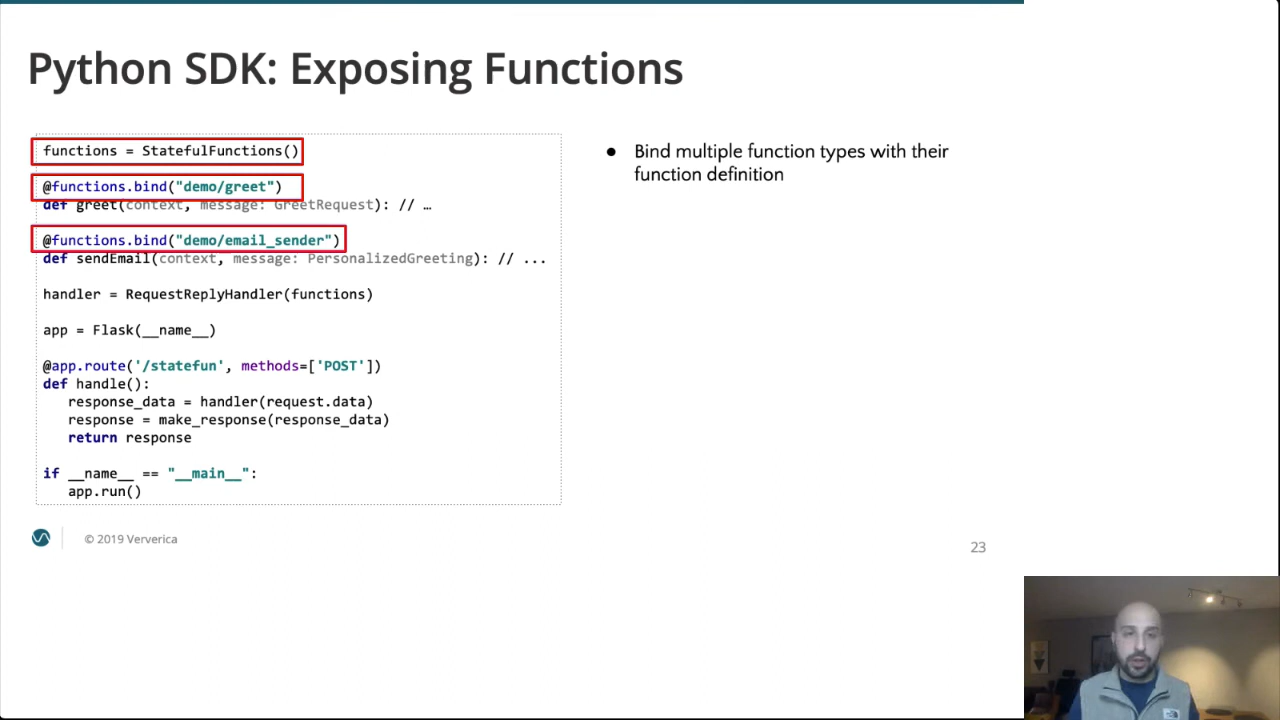 Python SDK: Exposing Functions
functions = StatefulFunctions()
@functions.bind("demo/greet")
def greet(context, message: GreetRequest): // …
@functions.bind("demo/email_sender")
def sendEmail(context, message: PersonalizedGreeting): // ...
handler = RequestReplyHandler(functions)
app = Flask(__name__)
@app.route('/statefun', methods=['POST'])
def handle():
response_data = handler(request.data)
response = make_response(response_data)
return response
if __name__ == "__main__":
app.run()
● Bind multiple function types with their
function definition
© 2019 Ververica
23